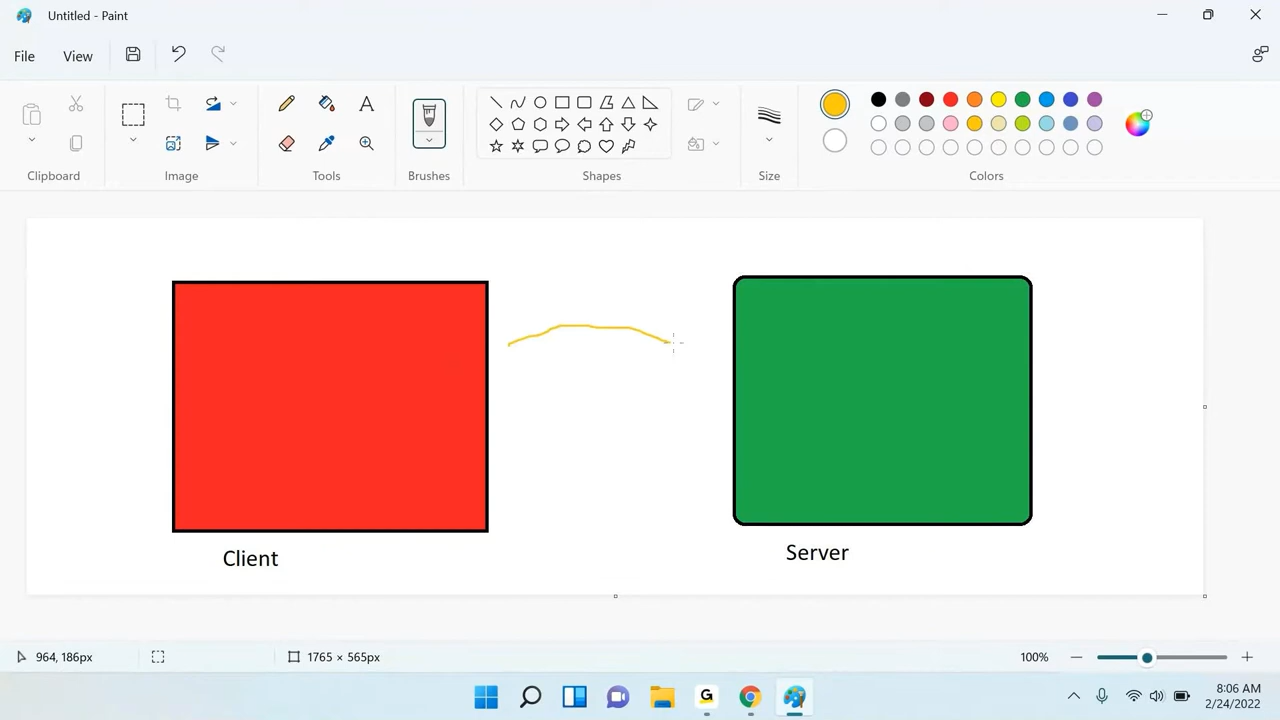 Untitled - Paint
File View
Clipboard Image Tools Brushes Shapes Size Colors
Client
Server
964, 186px
1765 × 565px
100%
8:06 AM
2/24/2022